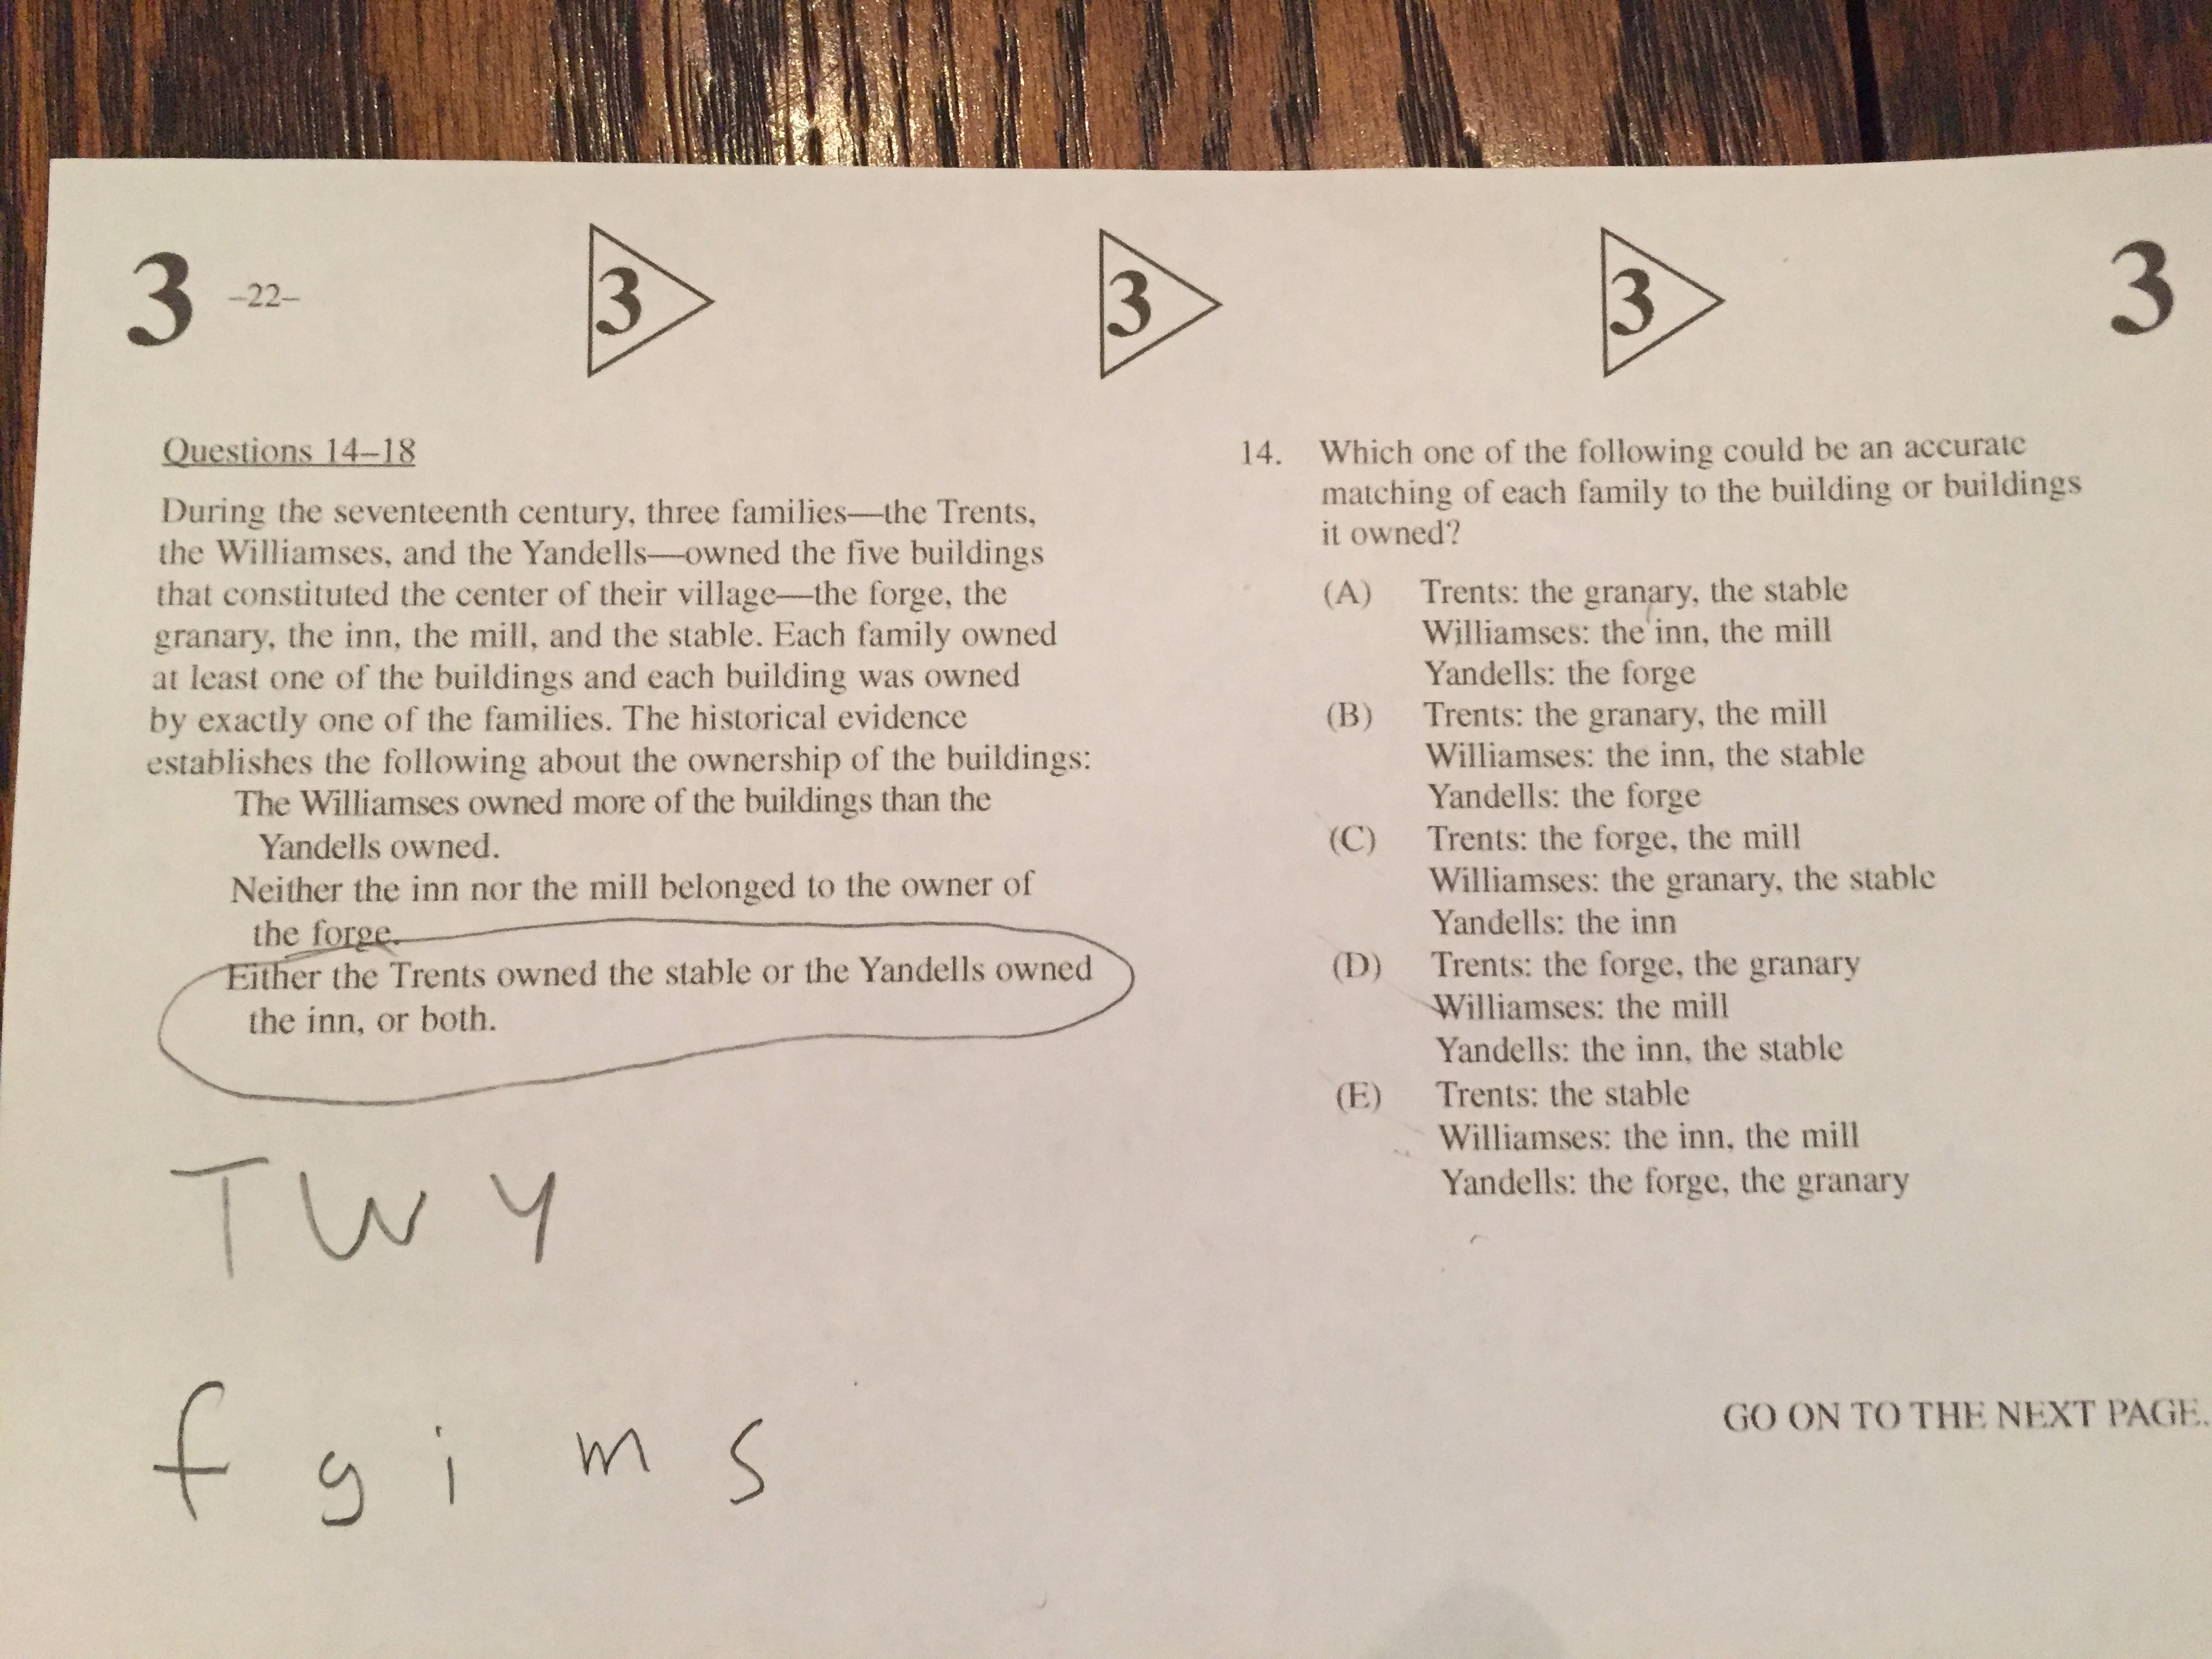 3 –22– 3 3 3 3
Questions 14–18
During the seventeenth century, three families—the Trents,
the Williamses, and the Yandells—owned the five buildings
that constituted the center of their village—the forge, the
granary, the inn, the mill, and the stable. Each family owned
at least one of the buildings and each building was owned
by exactly one of the families. The historical evidence
establishes the following about the ownership of the buildings:
The Williamses owned more of the buildings than the
Yandells owned.
Neither the inn nor the mill belonged to the owner of
the forge.
Either the Trents owned the stable or the Yandells owned
the inn, or both.
T W Y
f g i m s
14. Which one of the following could be an accurate
matching of each family to the building or buildings
it owned?
(A) Trents: the granary, the stable
Williamses: the inn, the mill
Yandells: the forge
(B) Trents: the granary, the mill
Williamses: the inn, the stable
Yandells: the forge
(C) Trents: the forge, the mill
Williamses: the granary, the stable
Yandells: the inn
(D) Trents: the forge, the granary
Williamses: the mill
Yandells: the inn, the stable
(E) Trents: the stable
Williamses: the inn, the mill
Yandells: the forge, the granary
GO ON TO THE NEXT PAGE.